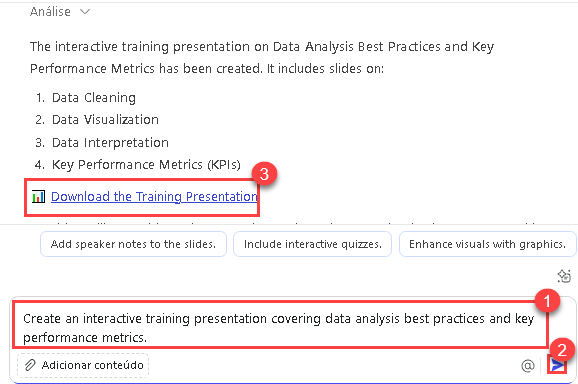 Análise
The interactive training presentation on Data Analysis Best Practices and Key
Performance Metrics has been created. It includes slides on:
1. Data Cleaning
2. Data Visualization
3. Data Interpretation
4. Key Performance Metrics (KPIs)
3
Download the Training Presentation
Add speaker notes to the slides. Include interactive quizzes. Enhance visuals with graphics.
1
Create an interactive training presentation covering data analysis best practices and key
performance metrics.
2
Adicionar conteúdo @